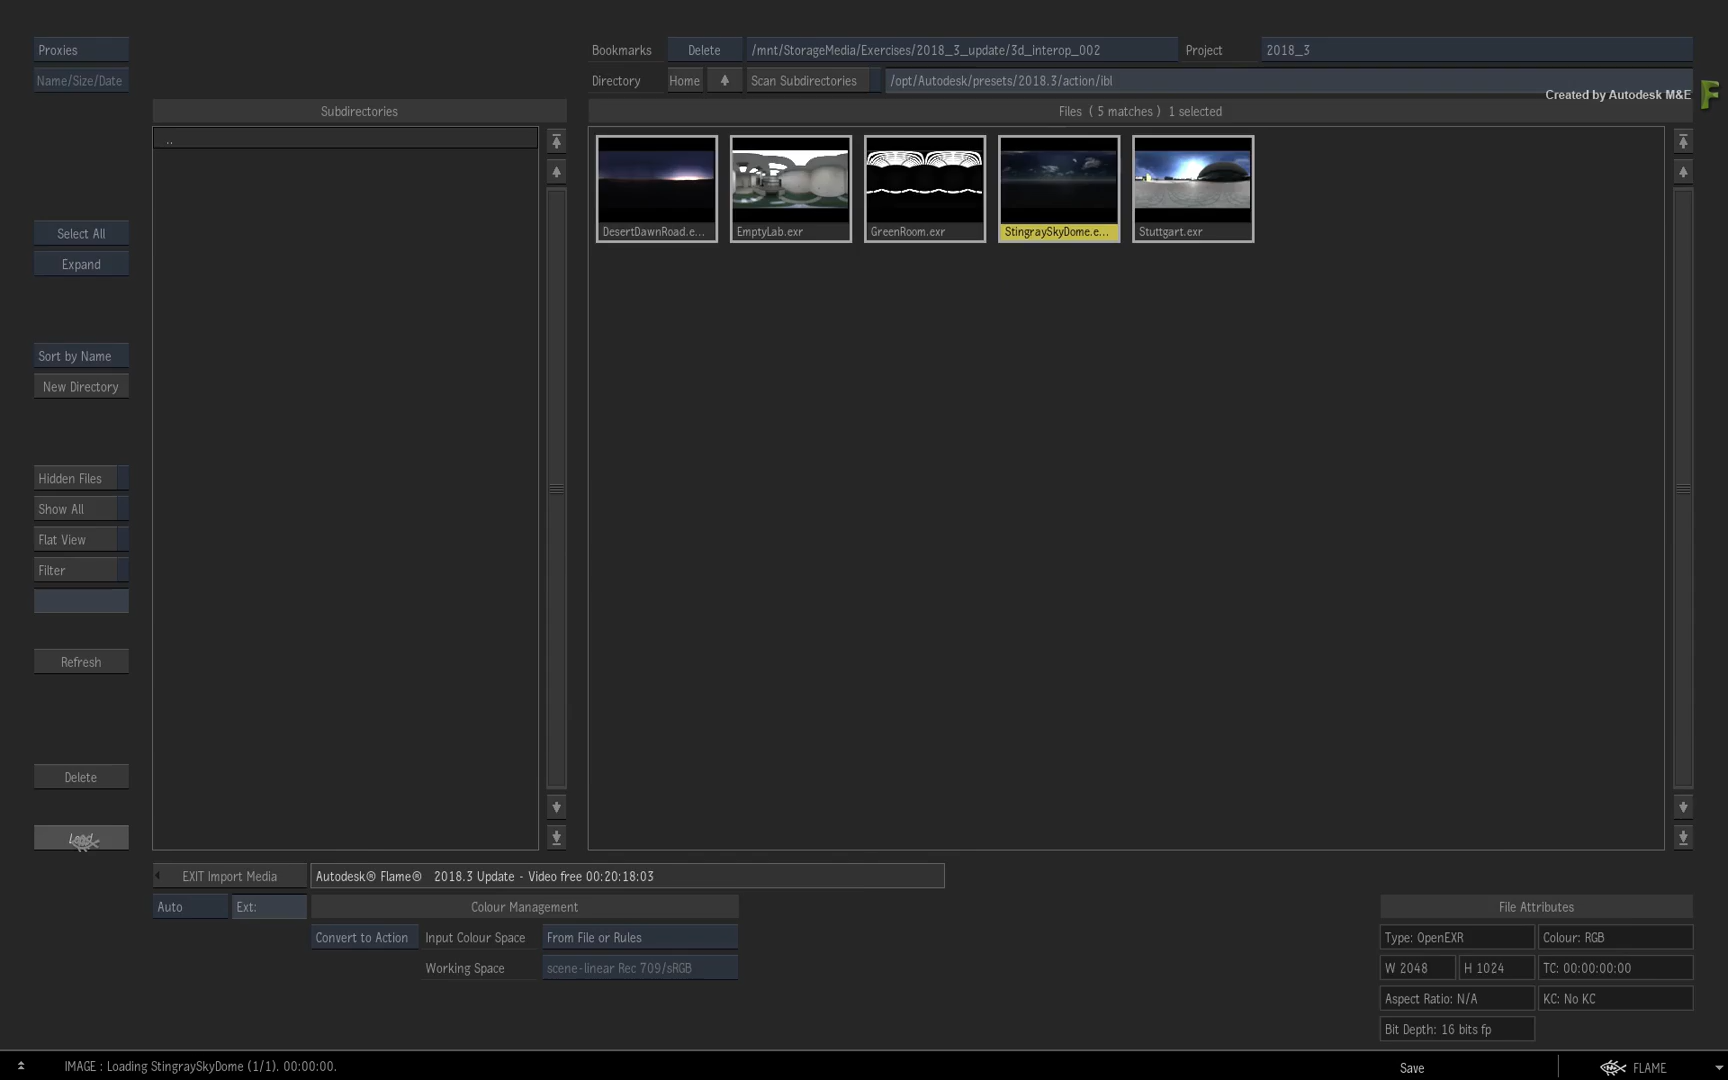 Proxies
Name/Size/Date
Bookmarks Delete /mnt/StorageMedia/Exercises/2018_3_update/3d_interop_002 Project 2018_3
Directory Home Scan Subdirectories /opt/Autodesk/presets/2018.3/action/ibl
Created by Autodesk M&E
Subdirectories
Files ( 5 matches ) 1 selected
..
DesertDawnRoad.e... EmptyLab.exr GreenRoom.exr StingraySkyDome.e... Stuttgart.exr
Select All
Expand
Sort by Name
New Directory
Hidden Files
Show All
Flat View
Filter
Refresh
Delete
Load
EXIT Import Media Autodesk® Flame® 2018.3 Update - Video free 00:20:18:03
Auto Ext: Colour Management
Convert to Action Input Colour Space From File or Rules
Working Space scene-linear Rec 709/sRGB
File Attributes
Type: OpenEXR Colour: RGB
W 2048 H 1024 TC: 00:00:00:00
Aspect Ratio: N/A KC: No KC
Bit Depth: 16 bits fp
IMAGE : Loading StingraySkyDome (1/1). 00:00:00. Save FLAME